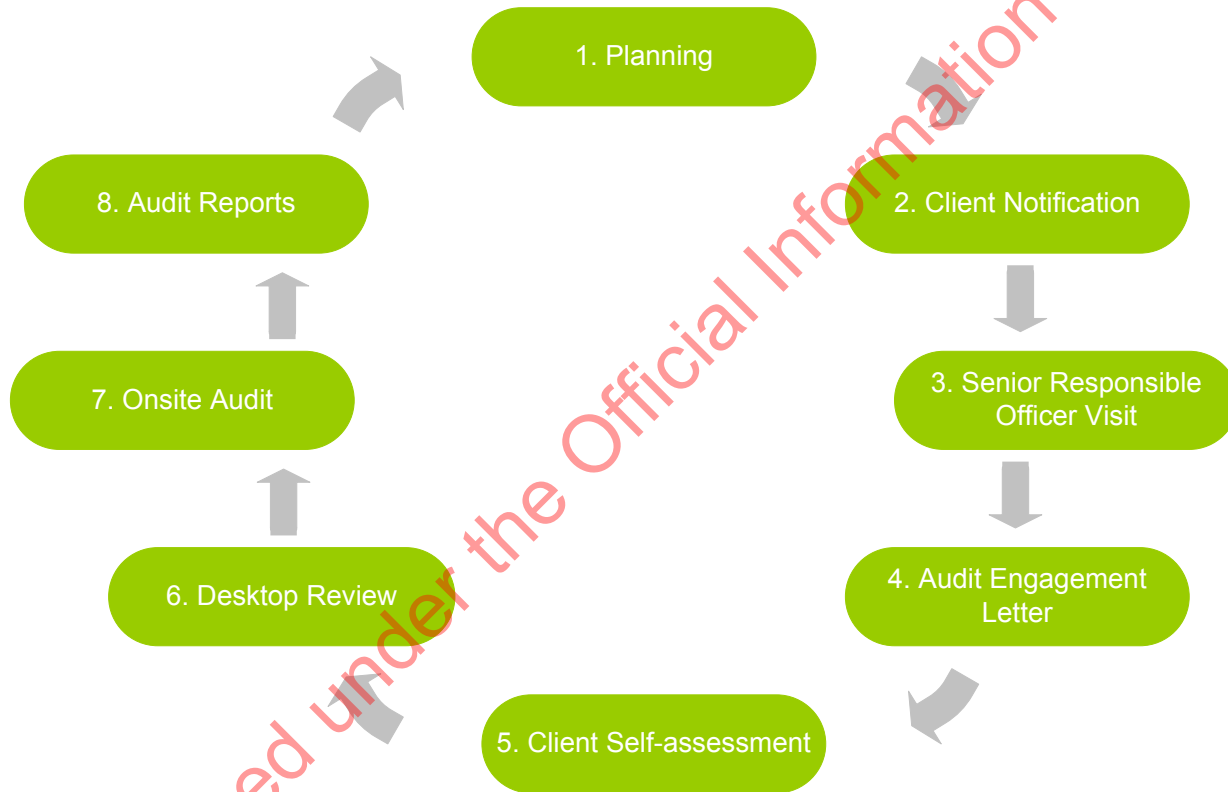 1. Planning
2. Client Notification
3. Senior Responsible
Officer Visit
4. Audit Engagement
Letter
5. Client Self-assessment
6. Desktop Review
7. Onsite Audit
8. Audit Reports
under the Official Information